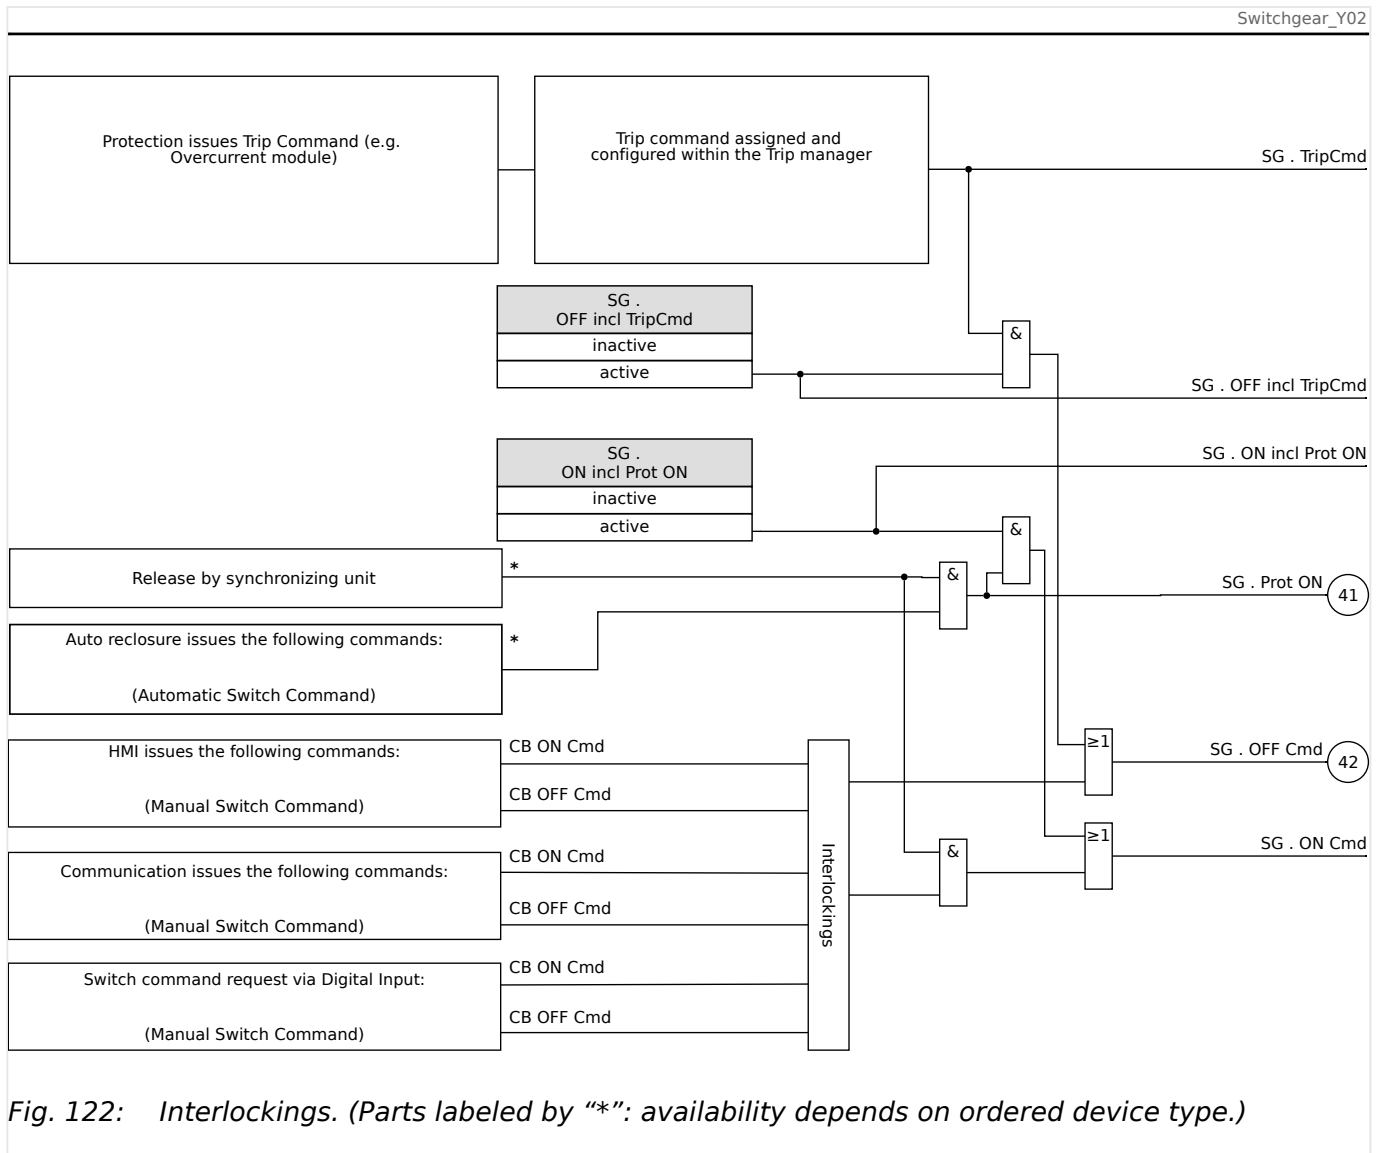 Switchgear_Y02
Protection issues Trip Command (e.g.
Overcurrent module)
Trip command assigned and
configured within the Trip manager
SG . TripCmd
SG .
OFF incl TripCmd
inactive
active
&
SG . OFF incl TripCmd
SG .
ON incl Prot ON
inactive
active
SG . ON incl Prot ON
&
Release by synchronizing unit
*
&
SG . Prot ON
41
Auto reclosure issues the following commands:
(Automatic Switch Command)
*
HMI issues the following commands:
(Manual Switch Command)
CB ON Cmd
CB OFF Cmd
≥1
SG . OFF Cmd
42
Communication issues the following commands:
(Manual Switch Command)
CB ON Cmd
CB OFF Cmd
Interlockings
&
≥1
SG . ON Cmd
Switch command request via Digital Input:
(Manual Switch Command)
CB ON Cmd
CB OFF Cmd
Fig. 122: Interlockings. (Parts labeled by “*”: availability depends on ordered device type.)